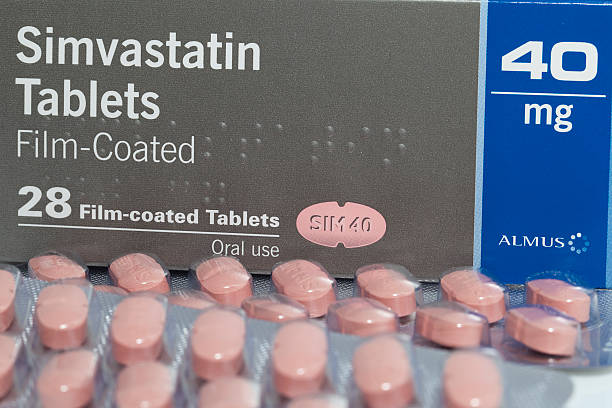 Simvastatin
Tablets
Film-Coated
28 Film-coated Tablets
Oral use
SIM 40
40
mg
ALMUS